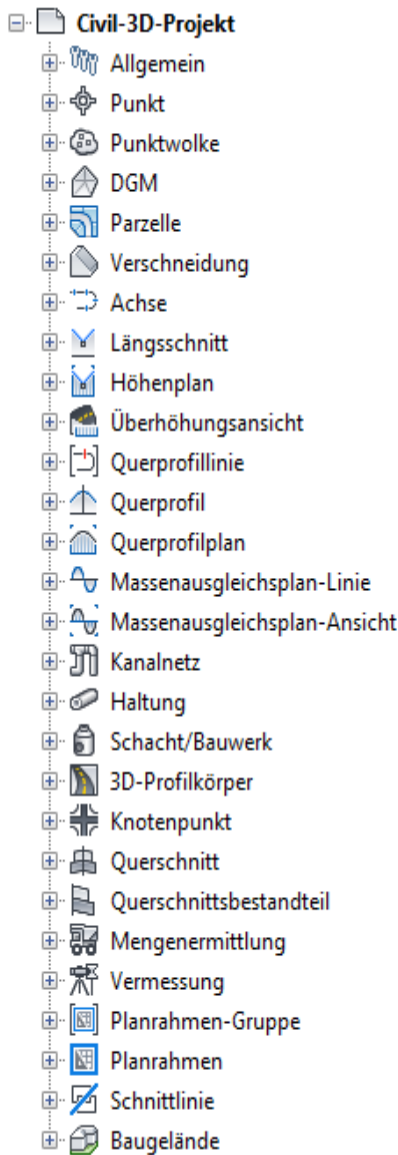 Civil-3D-Projekt
Allgemein
Punkt
Punktwolke
DGM
Parzelle
Verschneidung
Achse
Längsschnitt
Höhenplan
Überhöhungsansicht
Querprofillinie
Querprofil
Querprofilplan
Massenausgleichsplan-Linie
Massenausgleichsplan-Ansicht
Kanalnetz
Haltung
Schacht/Bauwerk
3D-Profilkörper
Knotenpunkt
Querschnitt
Querschnittsbestandteil
Mengenermittlung
Vermessung
Planrahmen-Gruppe
Planrahmen
Schnittlinie
Baugelände